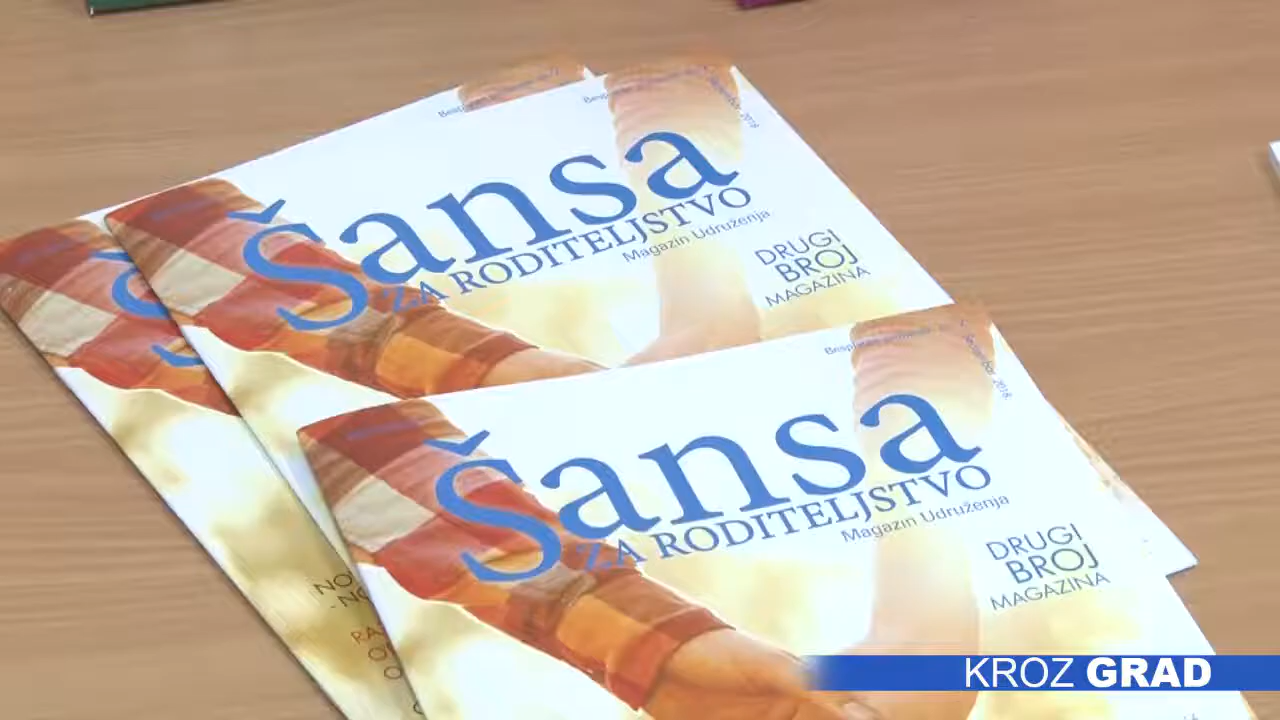 Šansa
ZA RODITELJSTVO
Magazin Udruženja
DRUGI
BROJ
MAGAZINA
Šansa
ZA RODITELJSTVO
Magazin Udruženja
DRUGI
BROJ
MAGAZINA
KROZ GRAD